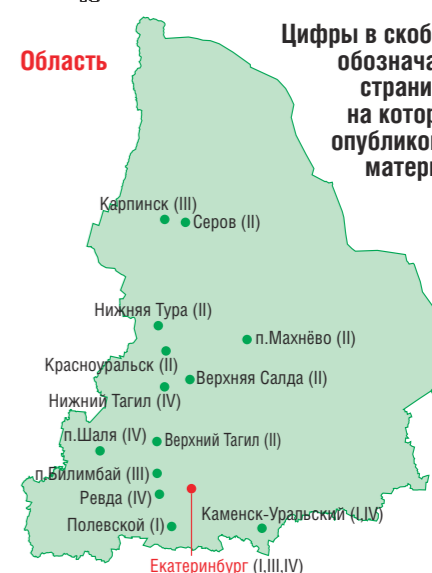 Область
Цифры в скоб
обознача
страни
на котор
опубликов
матери
Карпинск (III)
Серов (II)
Нижняя Тура (II)
п.Махнёво (II)
Красноуральск (II)
Верхняя Салда (II)
Нижний Тагил (IV)
п.Шаля (IV)
Верхний Тагил (II)
п.Билимбай (III)
Ревда (IV)
Каменск-Уральский (I,IV)
Полевской (I)
Екатеринбург (I,III,IV)